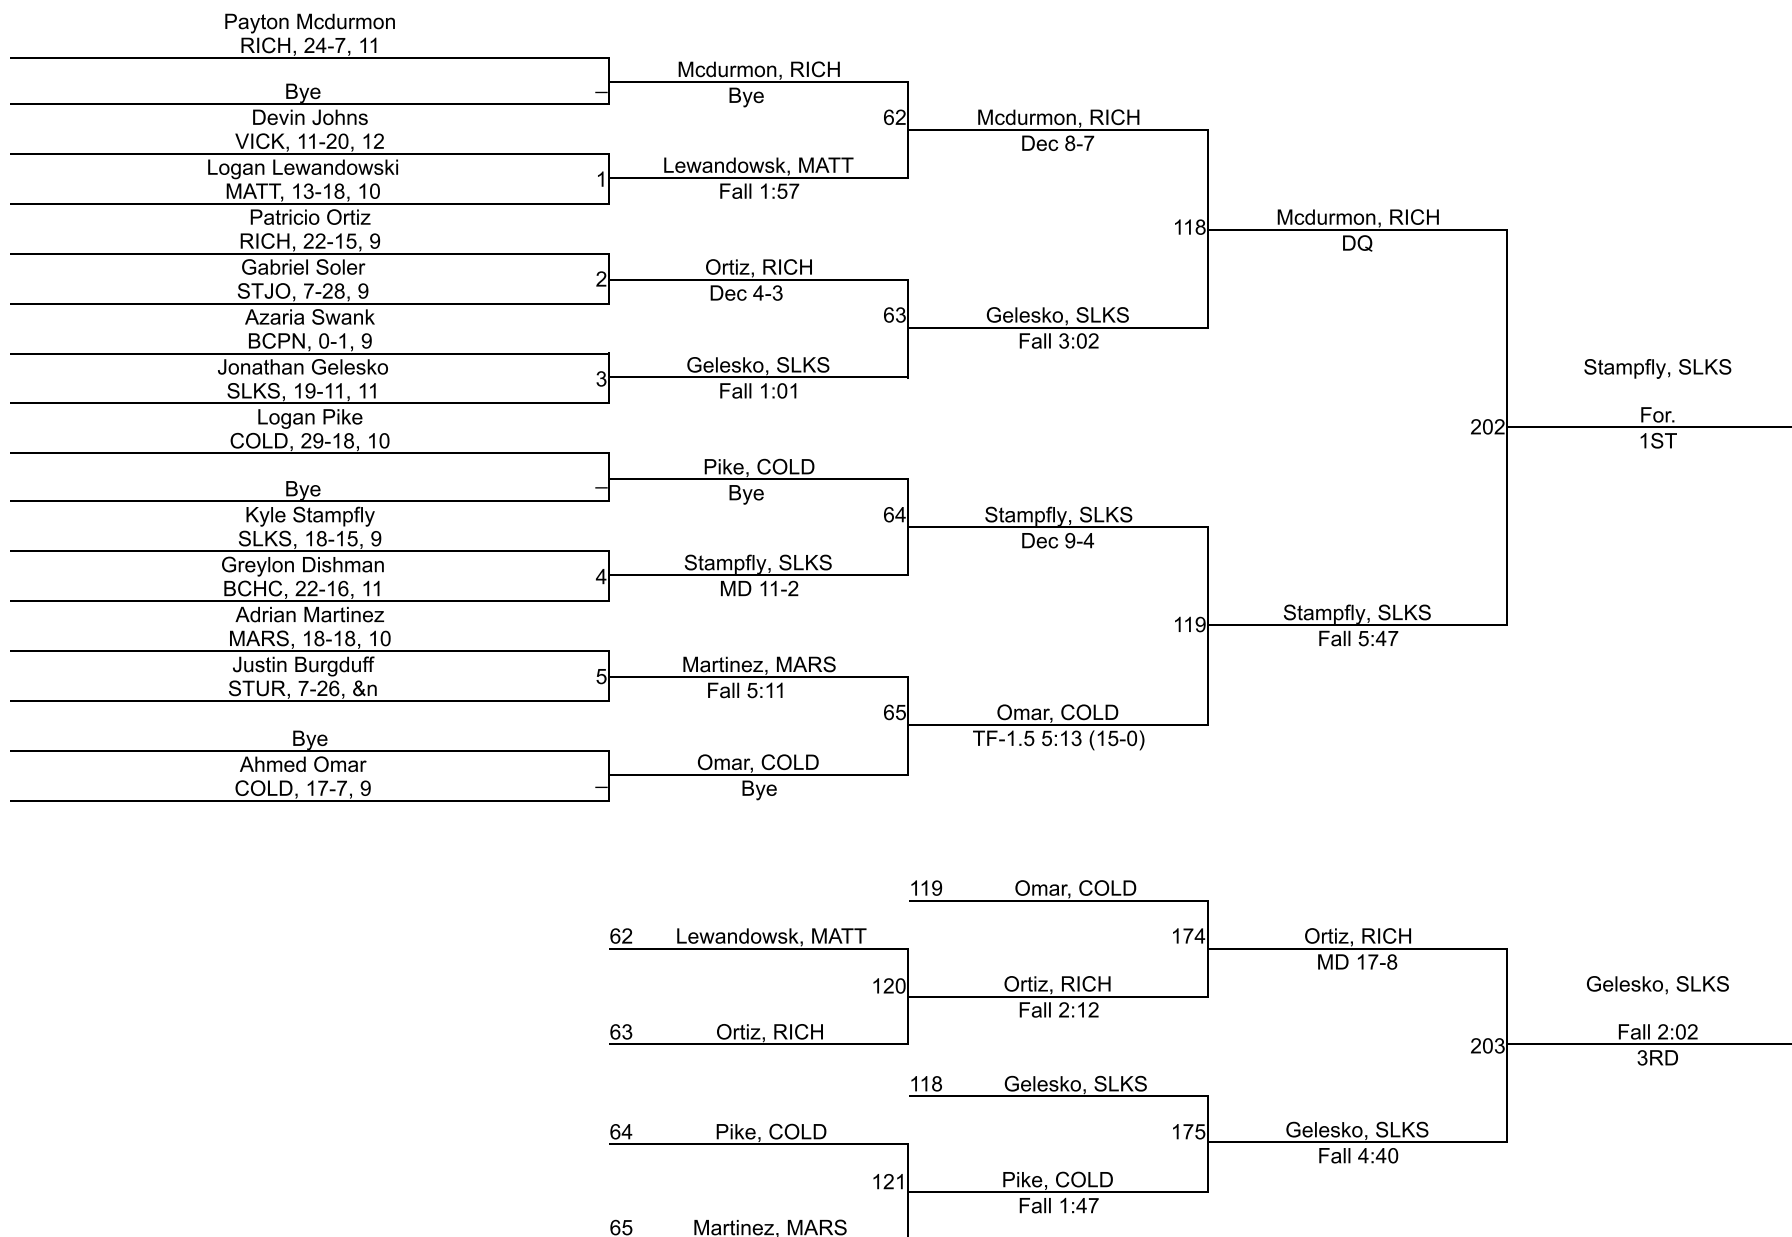 Payton Mcdurmon
RICH, 24-7, 11
Bye
Devin Johns
VICK, 11-20, 12
Logan Lewandowski
MATT, 13-18, 10
Patricio Ortiz
RICH, 22-15, 9
Gabriel Soler
STJO, 7-28, 9
Azaria Swank
BCPN, 0-1, 9
Jonathan Gelesko
SLKS, 19-11, 11
Logan Pike
COLD, 29-18, 10
Bye
Kyle Stampfly
SLKS, 18-15, 9
Greylon Dishman
BCHC, 22-16, 11
Adrian Martinez
MARS, 18-18, 10
Justin Burgduff
STUR, 7-26, &n
Bye
Ahmed Omar
COLD, 17-7, 9
–
1
2
3
–
4
5
–
Mcdurmon, RICH
Bye
Lewandowsk, MATT
Fall 1:57
Ortiz, RICH
Dec 4-3
Gelesko, SLKS
Fall 1:01
Pike, COLD
Bye
Stampfly, SLKS
MD 11-2
Martinez, MARS
Fall 5:11
Omar, COLD
Bye
62
63
64
65
Mcdurmon, RICH
Dec 8-7
Gelesko, SLKS
Fall 3:02
Stampfly, SLKS
Dec 9-4
Omar, COLD
TF-1.5 5:13 (15-0)
118
119
Mcdurmon, RICH
DQ
Stampfly, SLKS
Fall 5:47
202
Stampfly, SLKS
For.
1ST
62 Lewandowsk, MATT
63 Ortiz, RICH
64 Pike, COLD
65 Martinez, MARS
120
121
119 Omar, COLD
Ortiz, RICH
Fall 2:12
118 Gelesko, SLKS
Pike, COLD
Fall 1:47
174
175
Ortiz, RICH
MD 17-8
Gelesko, SLKS
Fall 4:40
203
Gelesko, SLKS
Fall 2:02
3RD